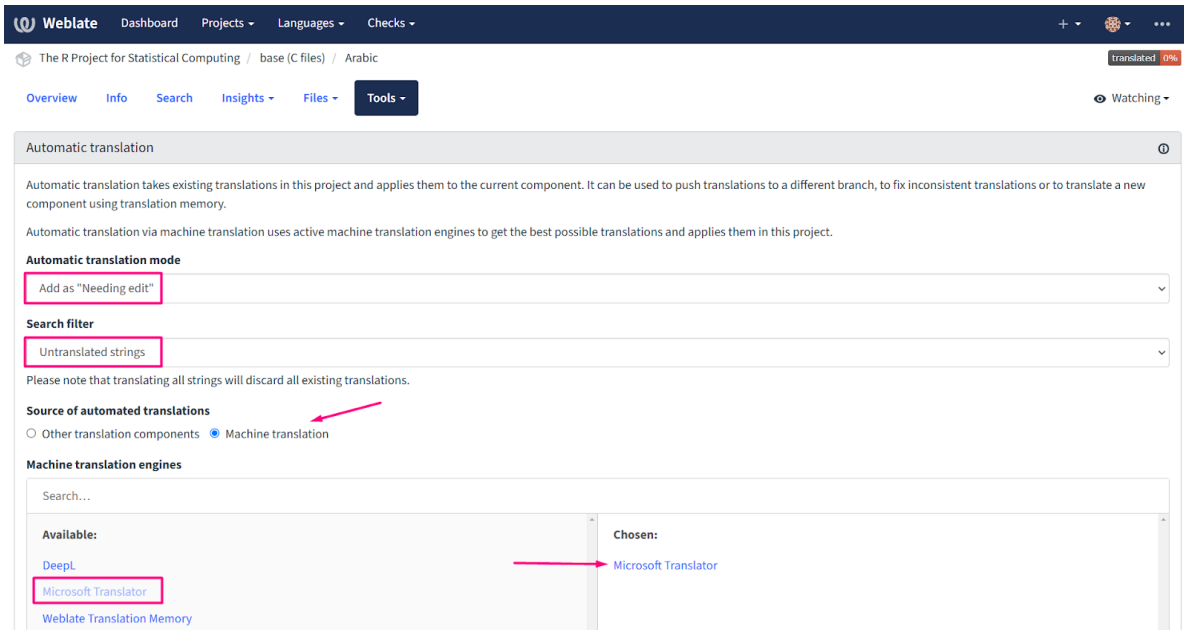 Weblate Dashboard Projects Languages Checks
The R Project for Statistical Computing / base (C files) / Arabic translated 0%
Overview Info Search Insights Files Tools Watching
Automatic translation
Automatic translation takes existing translations in this project and applies them to the current component. It can be used to push translations to a different branch, to fix inconsistent translations or to translate a new
component using translation memory.
Automatic translation via machine translation uses active machine translation engines to get the best possible translations and applies them in this project.
Automatic translation mode
Add as "Needing edit"
Search filter
Untranslated strings
Please note that translating all strings will discard all existing translations.
Source of automated translations
Other translation components Machine translation
Machine translation engines
Search...
Available: Chosen:
DeepL Microsoft Translator
Microsoft Translator
Weblate Translation Memory